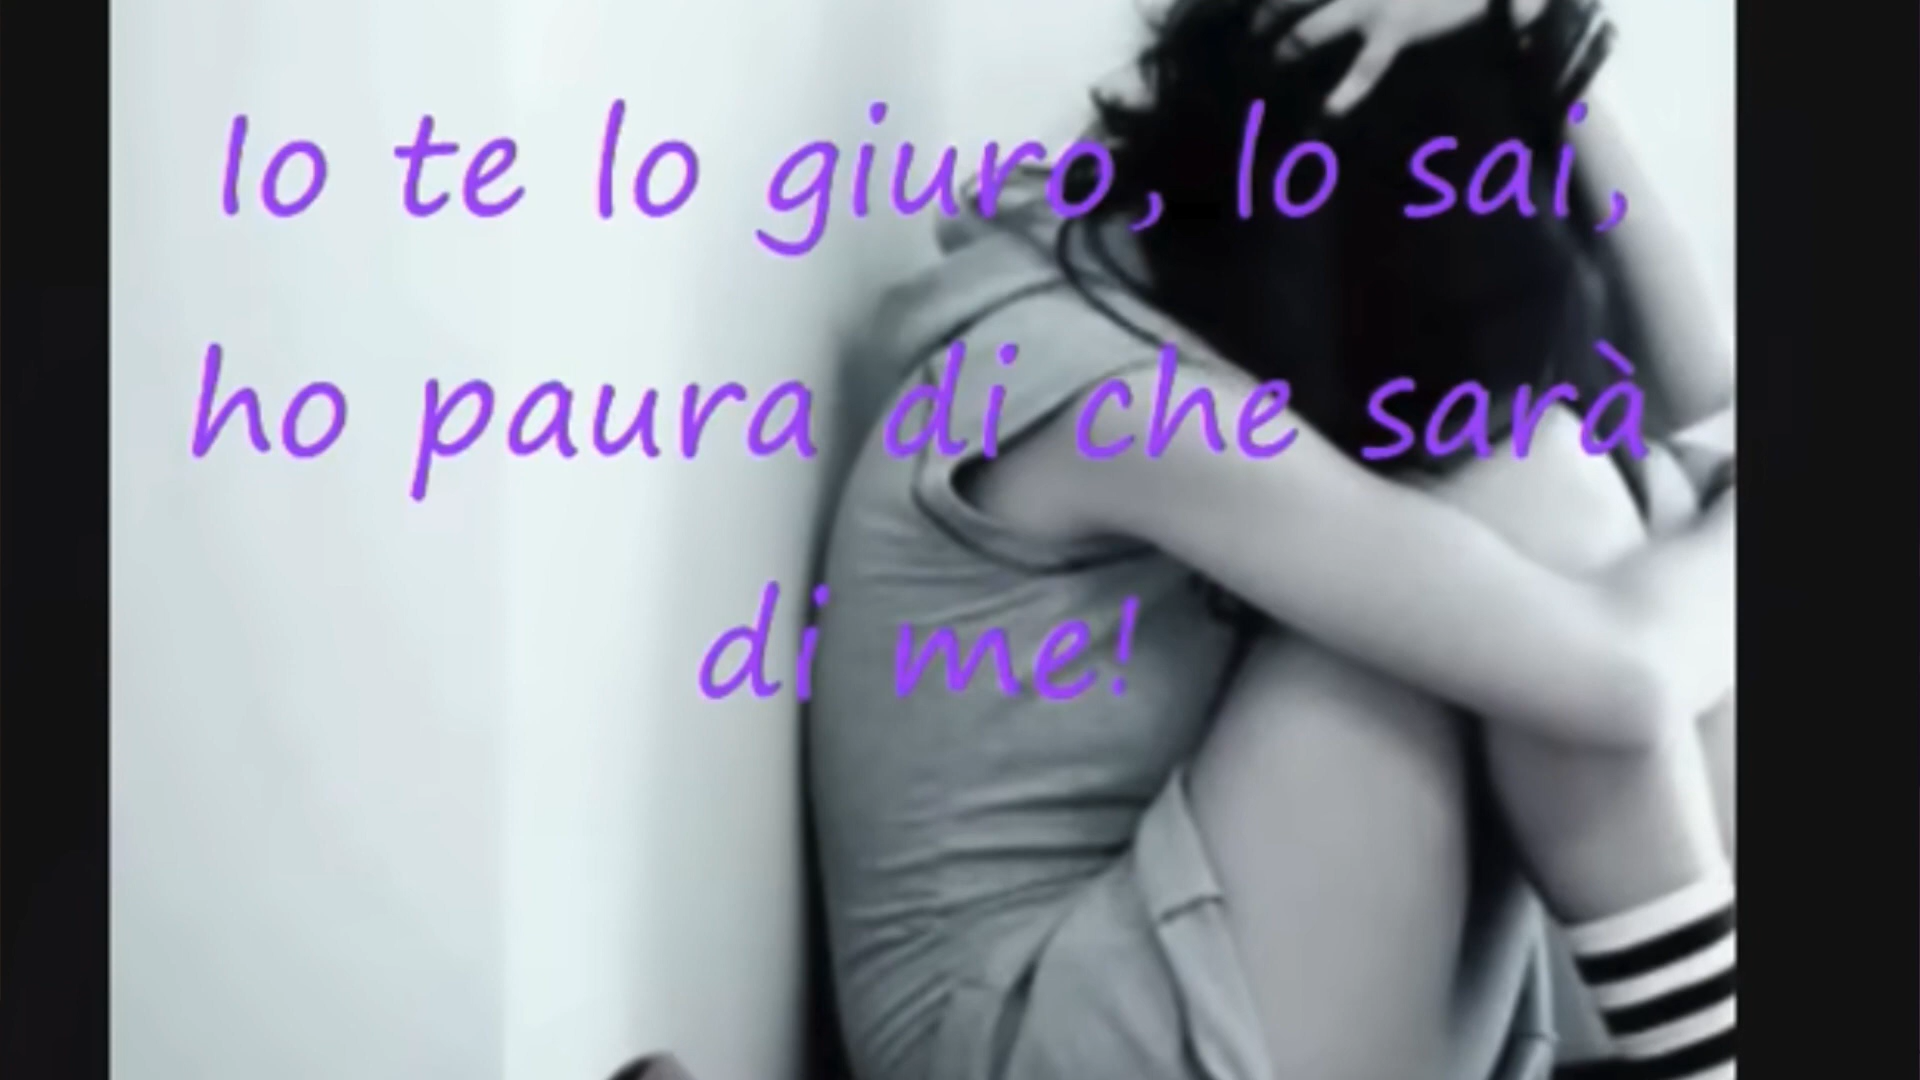 Io te lo giuro, lo sai,
ho paura di che sarà
di me!